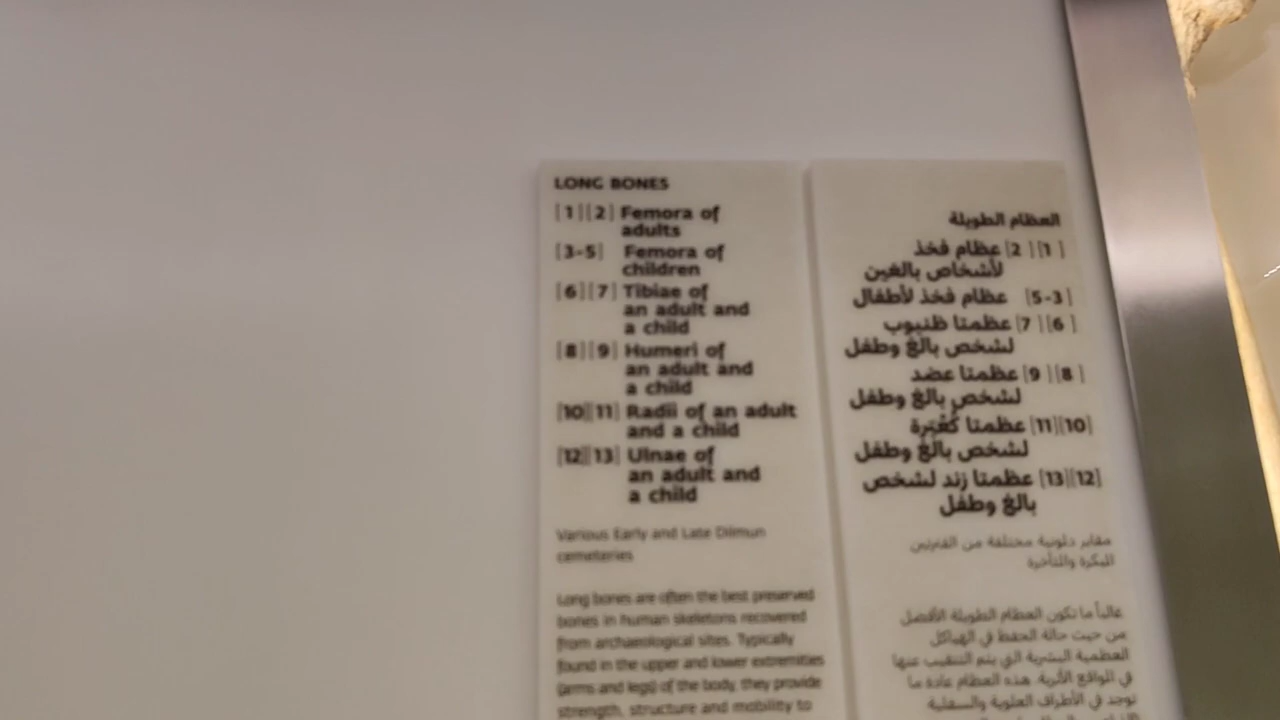 LONG BONES
[1][2] Femora of
adults
[3-5] Femora of
children
[6][7] Tibiae of
an adult and
a child
[8][9] Humeri of
an adult and
a child
[10][11] Radii of an adult
and a child
[12][13] Ulnae of
an adult and
a child
Various Early and Late Dilmun
cemeteries
Long bones are often the best preserved
bones in human skeletons recovered
from archaeological sites. Typically
found in the upper and lower extremities
(arms and legs) of the body, they provide
strength, structure and mobility to
العظام الطويلة
[1][2] عظام فخذ
لأشخاص بالغين
[3-5] عظام فخذ لأطفال
[6][7] عظمتا ظنبوب
لشخص بالغ وطفل
[8][9] عظمتا عضد
لشخص بالغ وطفل
[10][11] عظمتا كُعْبَرة
لشخص بالغ وطفل
[12][13] عظمتا زند لشخص
بالغ وطفل
مقابر دلمونية مختلفة من الفترتين
المبكرة والمتأخرة
غالباً ما تكون العظام الطويلة الأفضل
من حيث حالة الحفظ في الهياكل
العظمية البشرية التي يتم التنقيب عنها
في المواقع الأثرية. هذه العظام عادة ما
توجد في الأطراف العلوية والسفلية